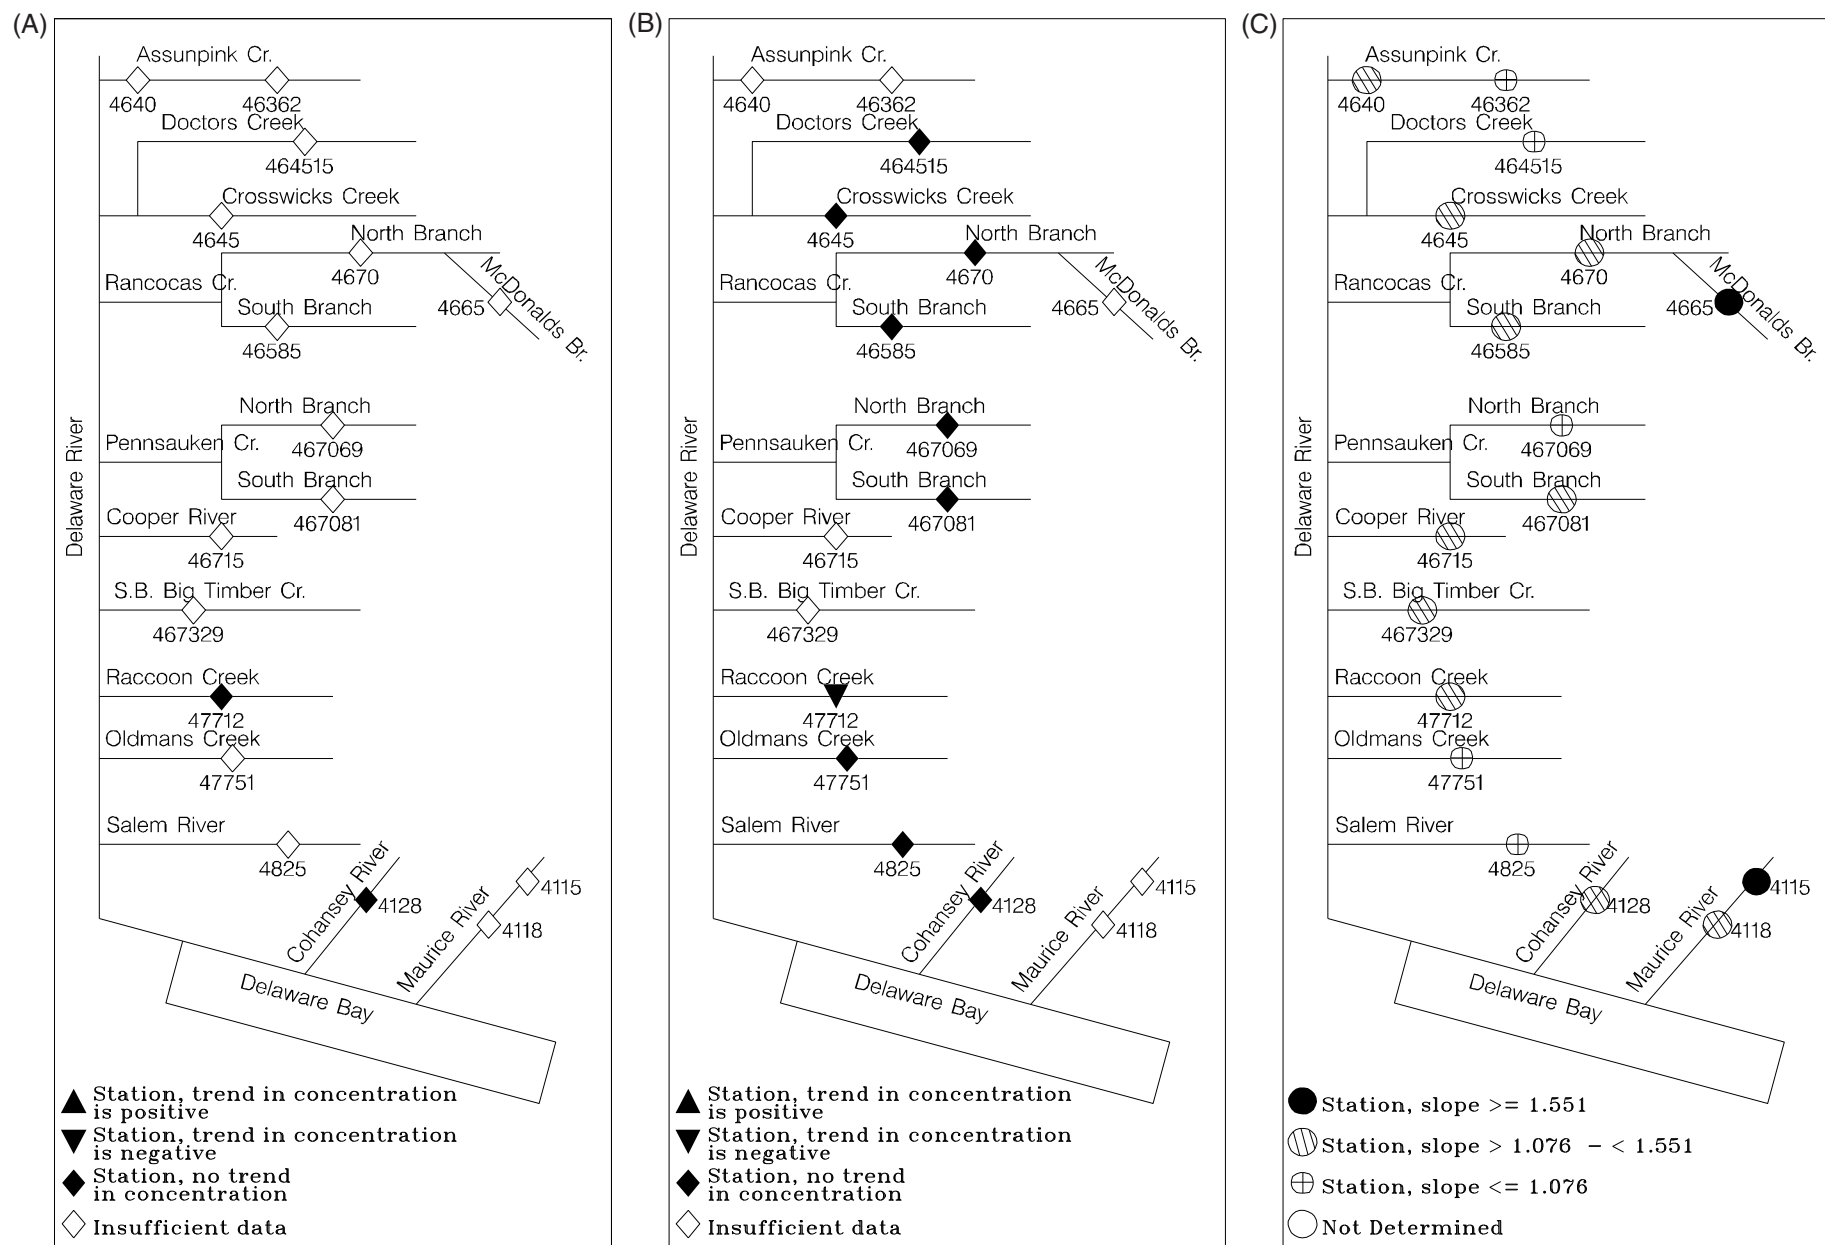 (A)
Assunpink Cr.
4640
46362
Doctors Creek
464515
Crosswicks Creek
4645
North Branch
4670
Rancocas Cr.
McDonalds Br.
4665
South Branch
46585
North Branch
467069
Pennsauken Cr.
South Branch
467081
Delaware River
Cooper River
46715
S.B. Big Timber Cr.
467329
Raccoon Creek
47712
Oldmans Creek
47751
Salem River
4825
Cohansey River
4128
Maurice River
4115
4118
Delaware Bay
Station, trend in concentration
is positive
Station, trend in concentration
is negative
Station, no trend
in concentration
Insufficient data
(B)
Assunpink Cr.
4640
46362
Doctors Creek
464515
Crosswicks Creek
4645
North Branch
4670
Rancocas Cr.
McDonalds Br.
4665
South Branch
46585
North Branch
467069
Pennsauken Cr.
South Branch
467081
Delaware River
Cooper River
46715
S.B. Big Timber Cr.
467329
Raccoon Creek
47712
Oldmans Creek
47751
Salem River
4825
Cohansey River
4128
Maurice River
4115
4118
Delaware Bay
Station, trend in concentration
is positive
Station, trend in concentration
is negative
Station, no trend
in concentration
Insufficient data
(C)
Assunpink Cr.
4640
46362
Doctors Creek
464515
Crosswicks Creek
4645
North Branch
4670
Rancocas Cr.
McDonalds Br.
4665
South Branch
46585
North Branch
467069
Pennsauken Cr.
South Branch
467081
Delaware River
Cooper River
46715
S.B. Big Timber Cr.
467329
Raccoon Creek
47712
Oldmans Creek
47751
Salem River
4825
Cohansey River
4128
Maurice River
4115
4118
Delaware Bay
Station, slope >= 1.551
Station, slope > 1.076 – < 1.551
Station, slope <= 1.076
Not Determined